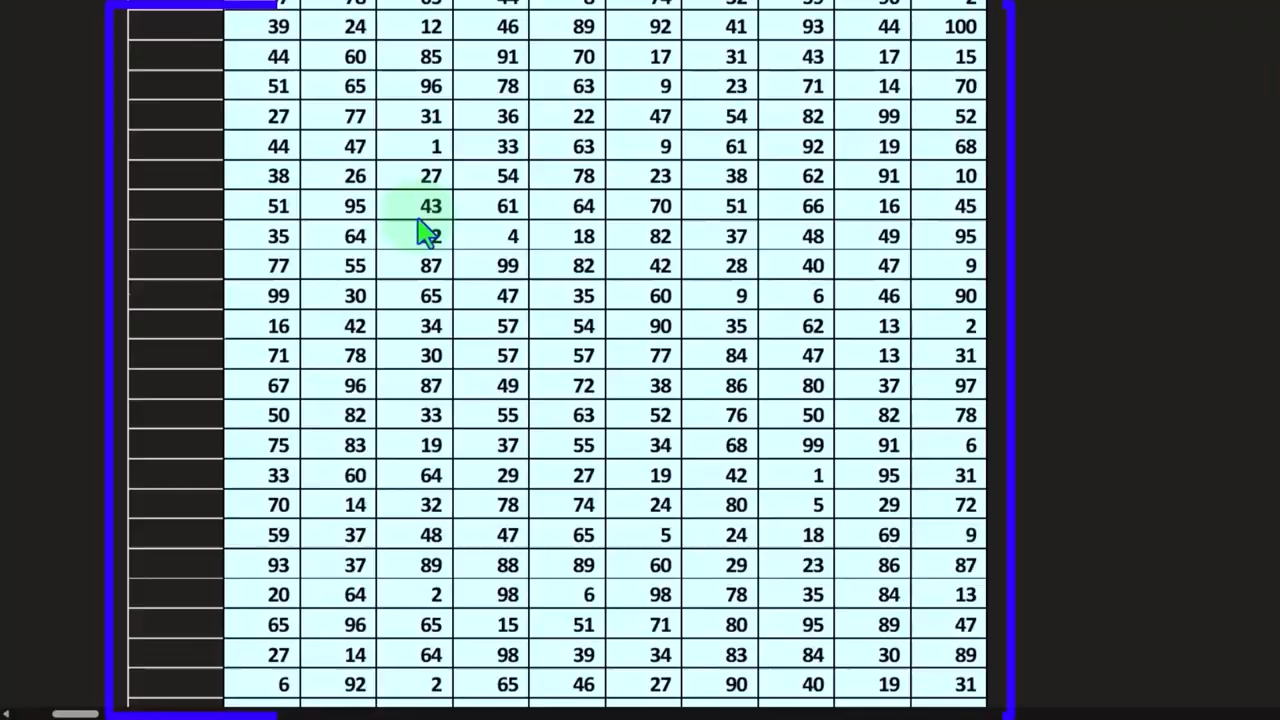 39 24 12 46 89 92 41 93 44 100
44 60 85 91 70 17 31 43 17 15
51 65 96 78 63 9 23 71 14 70
27 77 31 36 22 47 54 82 99 52
44 47 1 33 63 9 61 92 19 68
38 26 27 54 78 23 38 62 91 10
51 95 43 61 64 70 51 66 16 45
35 64 4 18 82 37 48 49 95
77 55 87 99 82 42 28 40 47 9
99 30 65 47 35 60 9 6 46 90
16 42 34 57 54 90 35 62 13 2
71 78 30 57 57 77 84 47 13 31
67 96 87 49 72 38 86 80 37 97
50 82 33 55 63 52 76 50 82 78
75 83 19 37 55 34 68 99 91 6
33 60 64 29 27 19 42 1 95 31
70 14 32 78 74 24 80 5 29 72
59 37 48 47 65 5 24 18 69 9
93 37 89 88 89 60 29 23 86 87
20 64 2 98 6 98 78 35 84 13
65 96 65 15 51 71 80 95 89 47
27 14 64 98 39 34 83 84 30 89
6 92 2 65 46 27 90 40 19 31